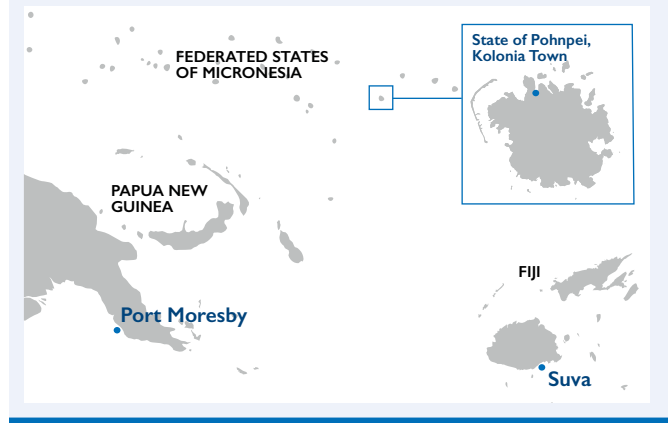 FEDERATED STATES
OF MICRONESIA
State of Pohnpei,
Kolonia Town
PAPUA NEW
GUINEA
FIJI
Port Moresby
Suva